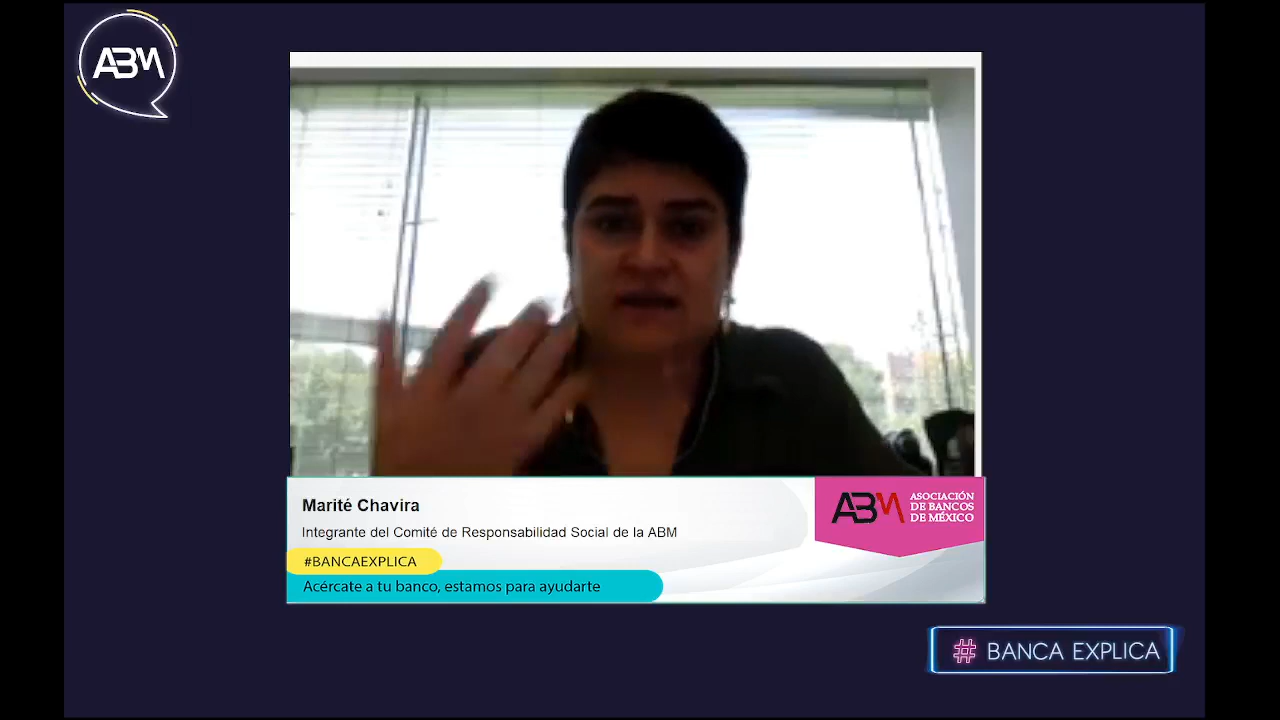 ABM
Marité Chavira
Integrante del Comité de Responsabilidad Social de la ABM
ABM
ASOCIACIÓN
DE BANCOS
DE MÉXICO
#BANCAEXPLICA
Acércate a tu banco, estamos para ayudarte
# BANCA EXPLICA